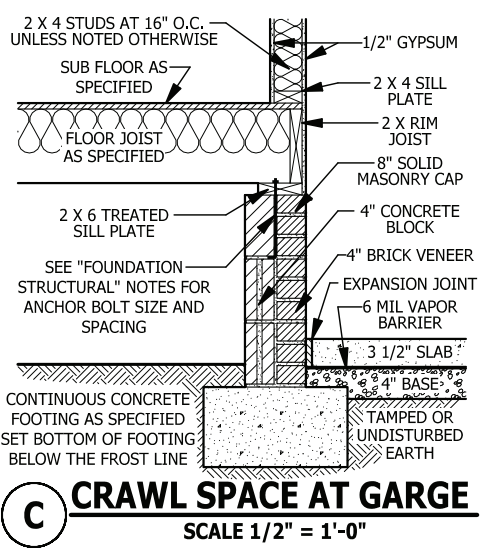 2 X 4 STUDS AT 16" O.C.
UNLESS NOTED OTHERWISE
1/2" GYPSUM
SUB FLOOR AS
SPECIFIED
2 X 4 SILL
PLATE
FLOOR JOIST
AS SPECIFIED
2 X RIM
JOIST
8" SOLID
MASONRY CAP
2 X 6 TREATED
SILL PLATE
4" CONCRETE
BLOCK
4" BRICK VENEER
SEE "FOUNDATION
STRUCTURAL" NOTES FOR
ANCHOR BOLT SIZE AND
SPACING
EXPANSION JOINT
6 MIL VAPOR
BARRIER
3 1/2" SLAB
4" BASE
CONTINUOUS CONCRETE
FOOTING AS SPECIFIED
SET BOTTOM OF FOOTING
BELOW THE FROST LINE
TAMPED OR
UNDISTURBED
EARTH
C
CRAWL SPACE AT GARGE
SCALE 1/2" = 1'-0"